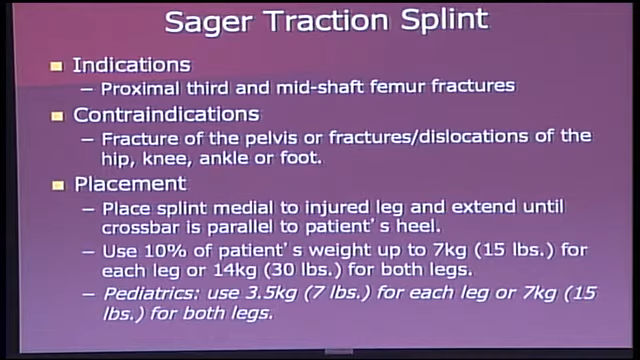 Sager Traction Splint
Indications
– Proximal third and mid-shaft femur fractures
Contraindications
– Fracture of the pelvis or fractures/dislocations of the
hip, knee, ankle or foot.
Placement
– Place splint medial to injured leg and extend until
crossbar is parallel to patient's heel.
– Use 10% of patient's weight up to 7kg (15 lbs.) for
each leg or 14kg (30 lbs.) for both legs.
– Pediatrics: use 3.5kg (7 lbs.) for each leg or 7kg (15
lbs.) for both legs.